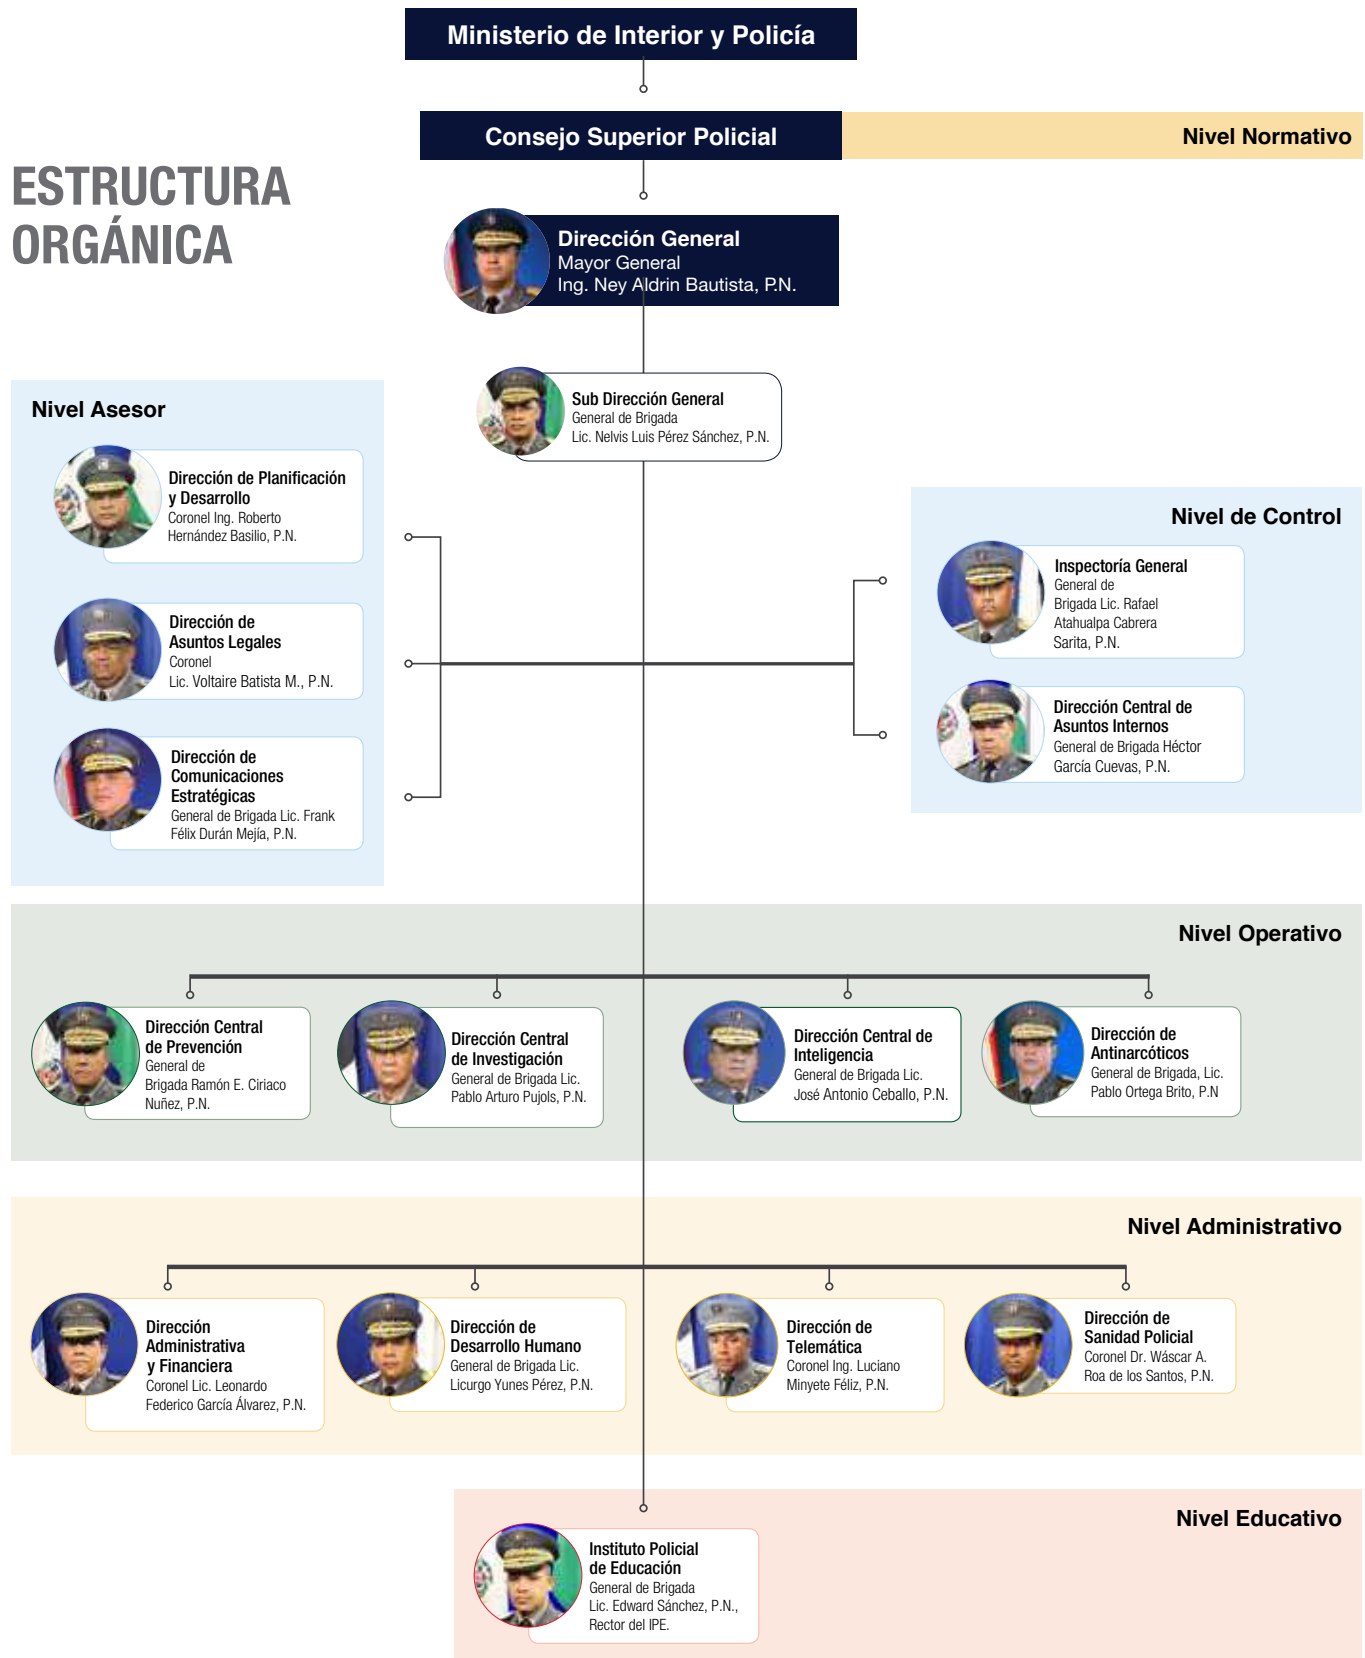 Ministerio de Interior y Policía
Consejo Superior Policial
Nivel Normativo
ESTRUCTURA
ORGÁNICA
Dirección General
Mayor General
Ing. Ney Aldrin Bautista, P.N.
Sub Dirección General
General de Brigada
Lic. Nelvis Luis Pérez Sánchez, P.N.
Nivel Asesor
Dirección de Planificación
y Desarrollo
Coronel Ing. Roberto
Hernández Basilio, P.N.
Dirección de
Asuntos Legales
Coronel
Lic. Voltaire Batista M., P.N.
Dirección de
Comunicaciones
Estratégicas
General de Brigada Lic. Frank
Félix Durán Mejía, P.N.
Nivel de Control
Inspectoría General
General de
Brigada Lic. Rafael
Atahualpa Cabrera
Sarita, P.N.
Dirección Central de
Asuntos Internos
General de Brigada Héctor
García Cuevas, P.N.
Nivel Operativo
Dirección Central
de Prevención
General de
Brigada Ramón E. Ciriaco
Nuñez, P.N.
Dirección Central
de Investigación
General de Brigada Lic.
Pablo Arturo Pujols, P.N.
Dirección Central de
Inteligencia
General de Brigada Lic.
José Antonio Ceballo, P.N.
Dirección de
Antinarcóticos
General de Brigada, Lic.
Pablo Ortega Brito, P.N
Nivel Administrativo
Dirección
Administrativa
y Financiera
Coronel Lic. Leonardo
Federico García Álvarez, P.N.
Dirección de
Desarrollo Humano
General de Brigada Lic.
Licurgo Yunes Pérez, P.N.
Dirección de
Telemática
Coronel Ing. Luciano
Minyete Féliz, P.N.
Dirección de
Sanidad Policial
Coronel Dr. Wáscar A.
Roa de los Santos, P.N.
Nivel Educativo
Instituto Policial
de Educación
General de Brigada
Lic. Edward Sánchez, P.N.,
Rector del IPE.